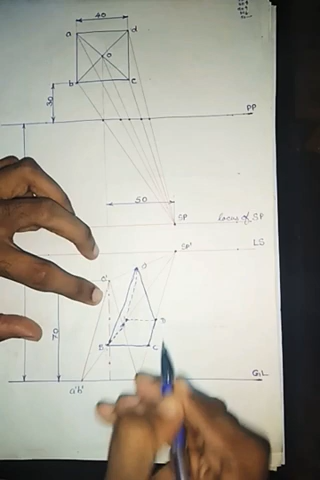 40
a d
O
b c
30
PP
50
SP
Locus of SP
SP'
LS
O
O'
70
B
B C
a'b'
GL